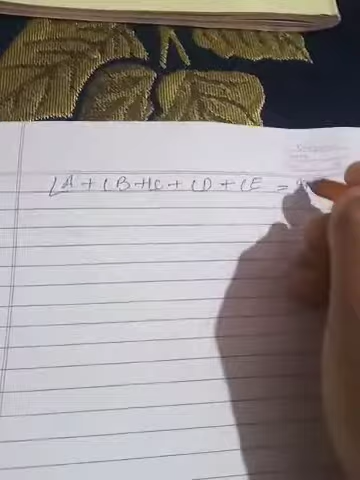 ∠A + ∠B + ∠C + ∠D + ∠E =